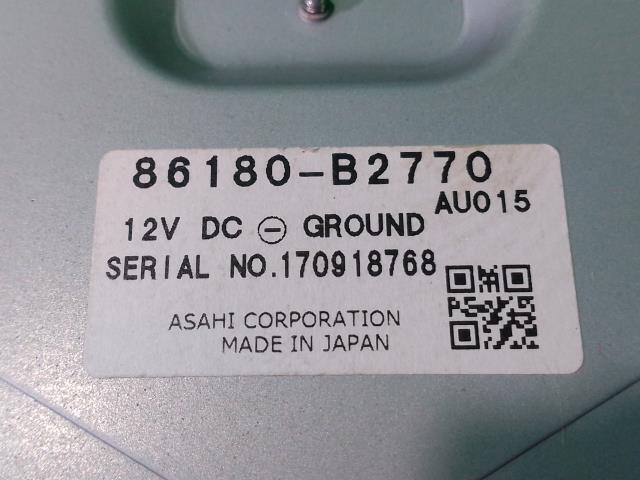 86180-B2770
AU015
12V DC ⊖ GROUND
SERIAL NO.170918768
ASAHI CORPORATION
MADE IN JAPAN